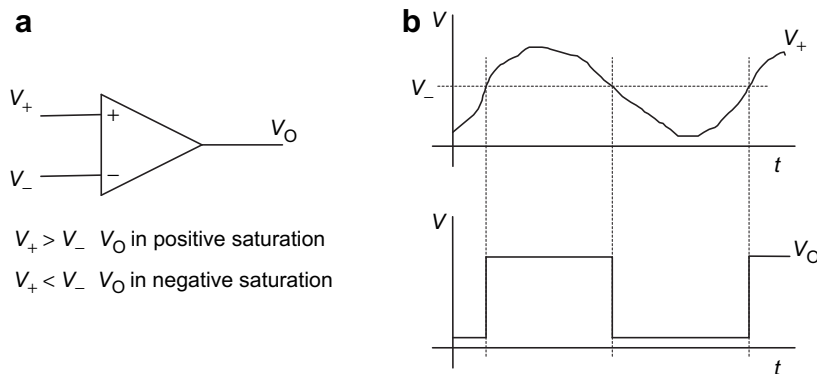 a
V+
V−
+
−
VO
V+ > V− VO in positive saturation
V+ < V− VO in negative saturation
b
V
V+
V−
t
V
VO
t